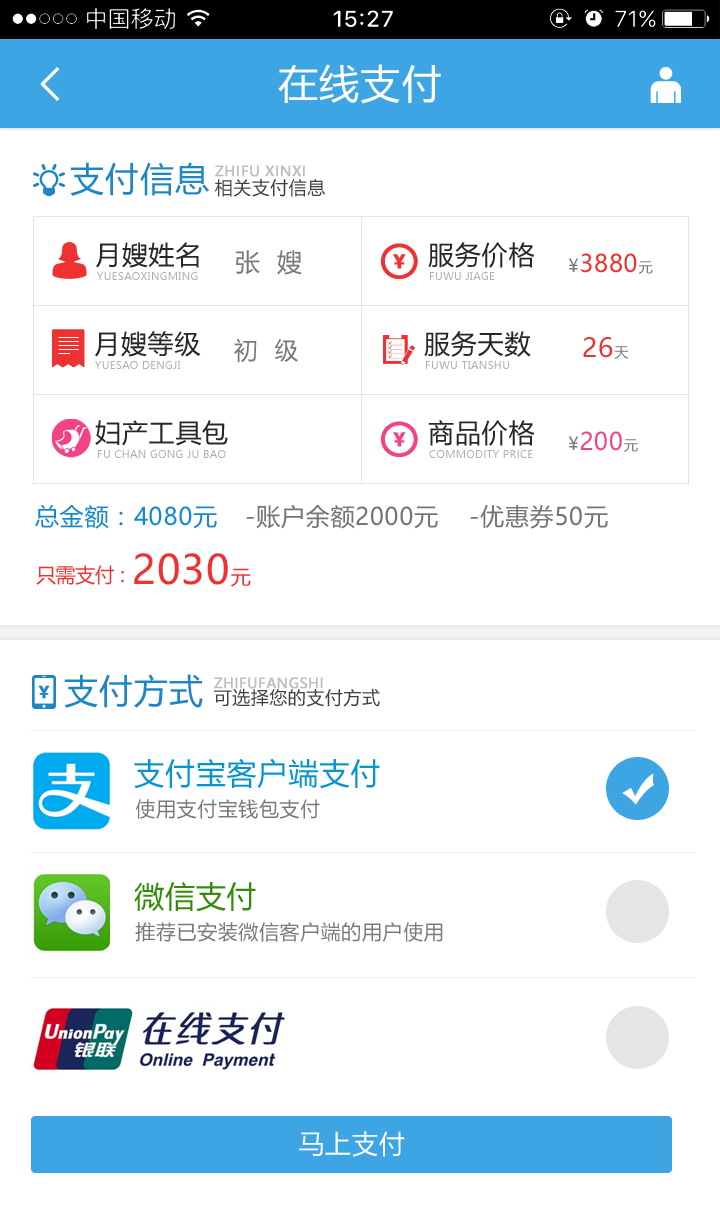 中国移动 15:27 71%
在线支付
支付信息 ZHIFU XINXI
相关支付信息
月嫂姓名 张 嫂 服务价格 ¥3880元
YUESAOXINGMING FUWU JIAGE
月嫂等级 初 级 服务天数 26天
YUESAO DENGJI FUWU TIANSHU
妇产工具包 商品价格 ¥200元
FU CHAN GONG JU BAO COMMODITY PRICE
总金额：4080元 -账户余额2000元 -优惠券50元
只需支付：2030元
支付方式 ZHIFUFANGSHI
可选择您的支付方式
支 支付宝客户端支付
使用支付宝钱包支付
微信支付
推荐已安装微信客户端的用户使用
UnionPay 在线支付
银联 Online Payment
马上支付